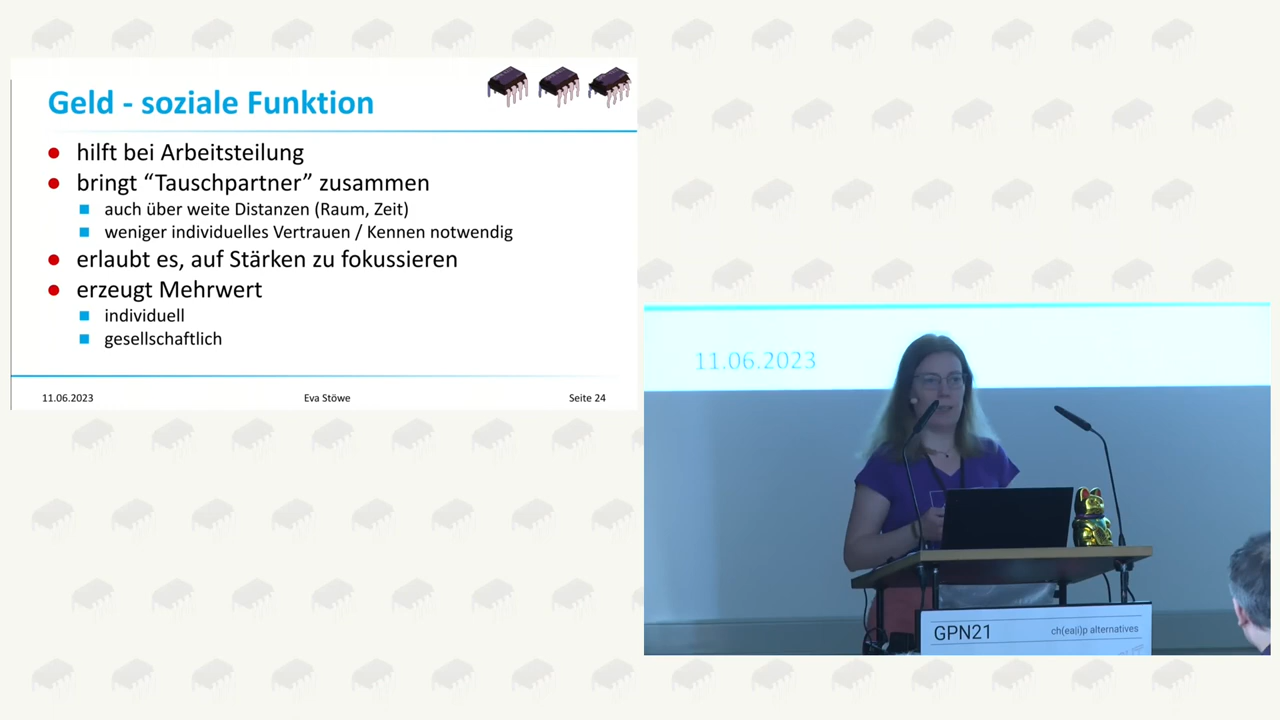 Geld - soziale Funktion
hilft bei Arbeitsteilung
bringt “Tauschpartner” zusammen
auch über weite Distanzen (Raum, Zeit)
weniger individuelles Vertrauen / Kennen notwendig
erlaubt es, auf Stärken zu fokussieren
erzeugt Mehrwert
individuell
gesellschaftlich
11.06.2023
Eva Stöwe
Seite 24
11.06.2023
GPN21
ch(ea|i)p alternatives